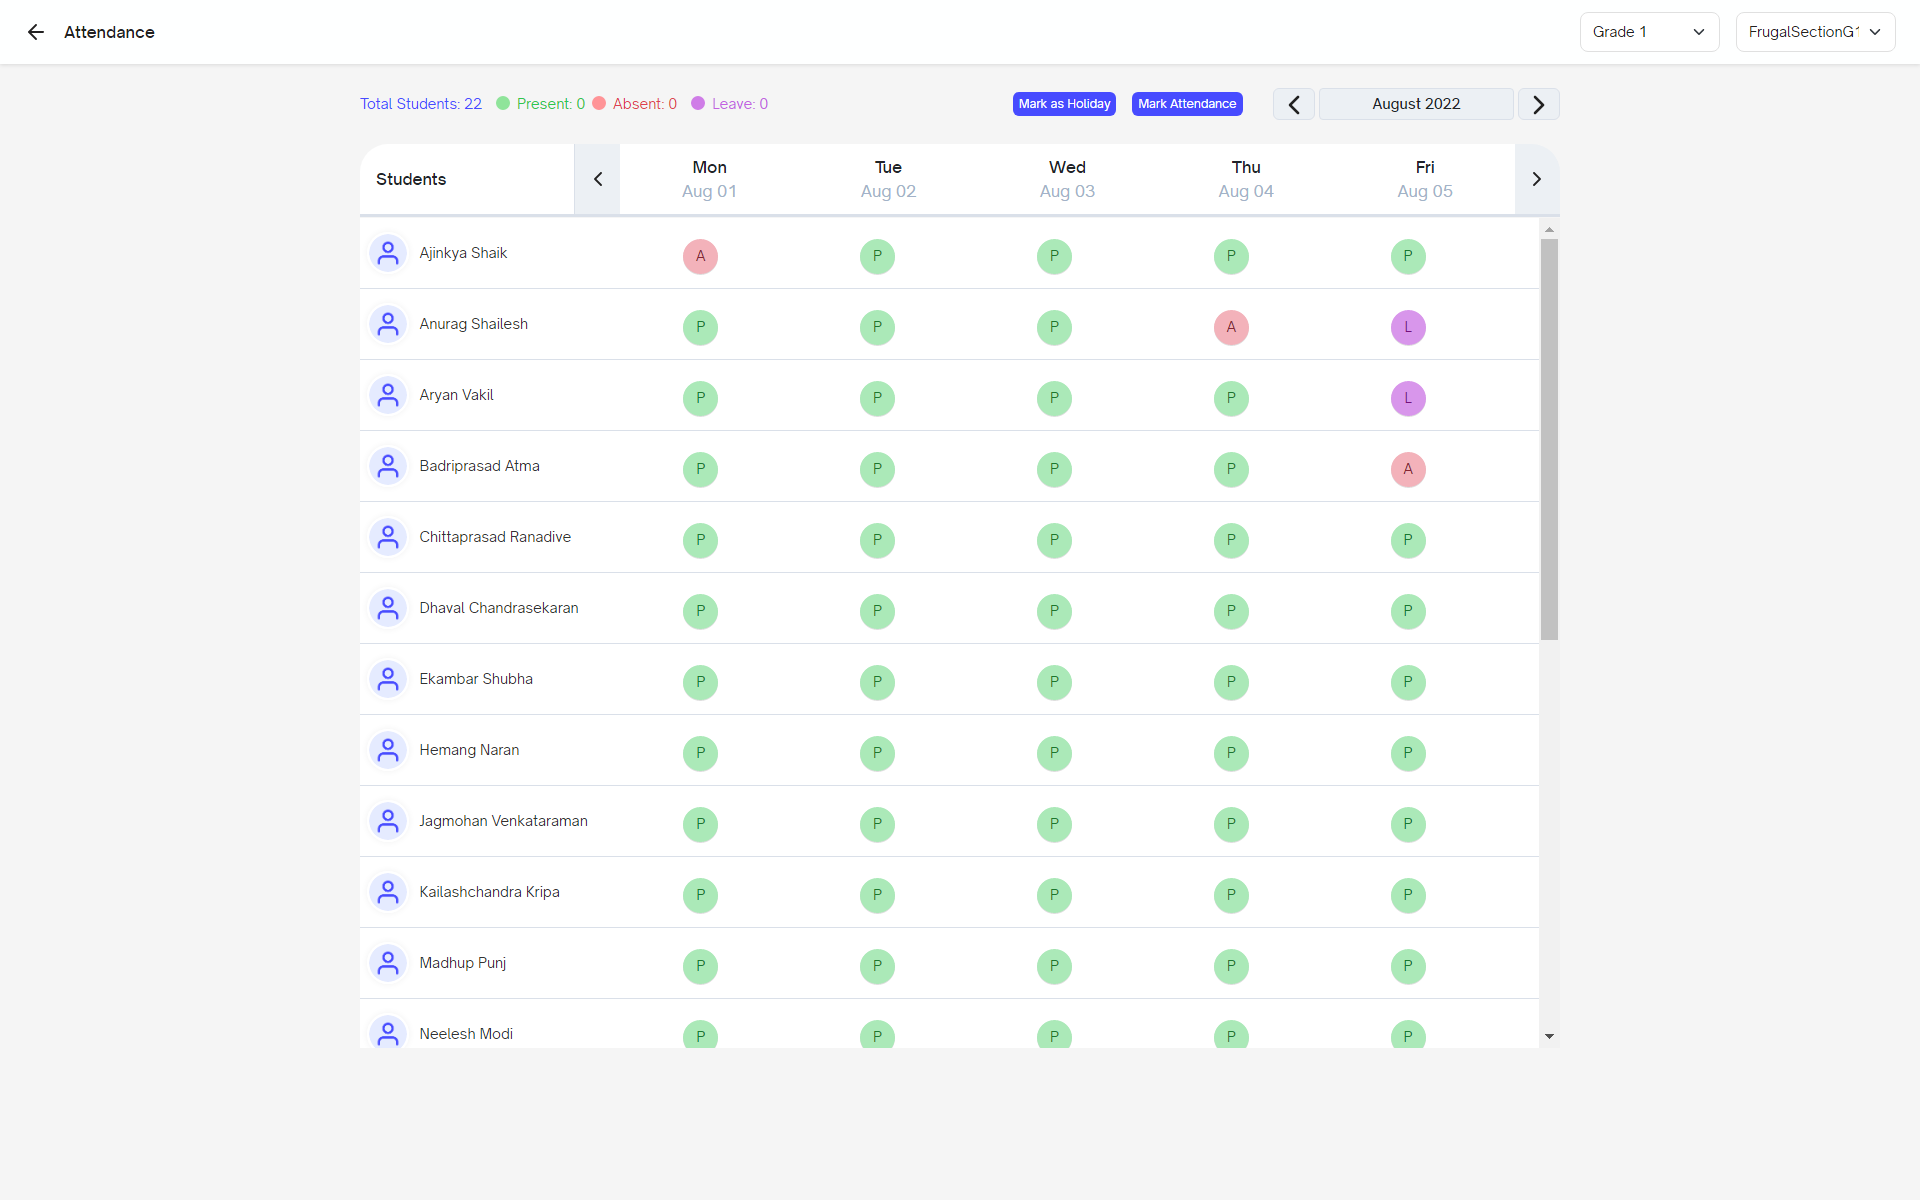 Attendance
Grade 1
FrugalSectionG1
Total Students: 22 Present: 0 Absent: 0 Leave: 0
Mark as Holiday Mark Attendance August 2022
Students Mon Tue Wed Thu Fri
Aug 01 Aug 02 Aug 03 Aug 04 Aug 05
Ajinkya Shaik A P P P P
Anurag Shailesh P P P A L
Aryan Vakil P P P P L
Badriprasad Atma P P P P A
Chittaprasad Ranadive P P P P P
Dhaval Chandrasekaran P P P P P
Ekambar Shubha P P P P P
Hemang Naran P P P P P
Jagmohan Venkataraman P P P P P
Kailashchandra Kripa P P P P P
Madhup Punj P P P P P
Neelesh Modi P P P P P